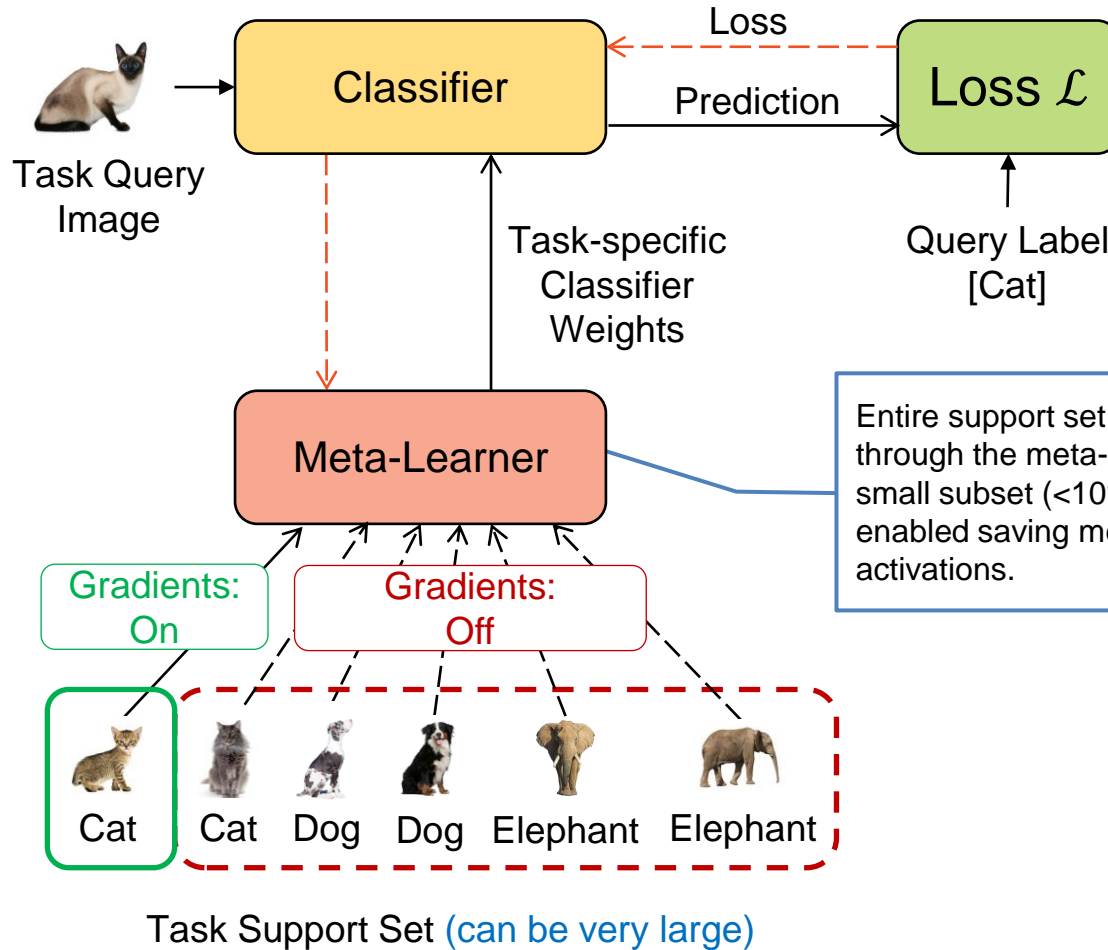 Loss
Classifier
Loss ℒ
Prediction
Task Query
Image
Task-specific
Classifier
Weights
Query Label
[Cat]
Meta-Learner
Entire support set
through the meta-
small subset (<10
enabled saving
activations.
Gradients:
On
Gradients:
Off
Cat
Cat
Dog
Dog
Elephant
Elephant
Task Support Set (can be very large)